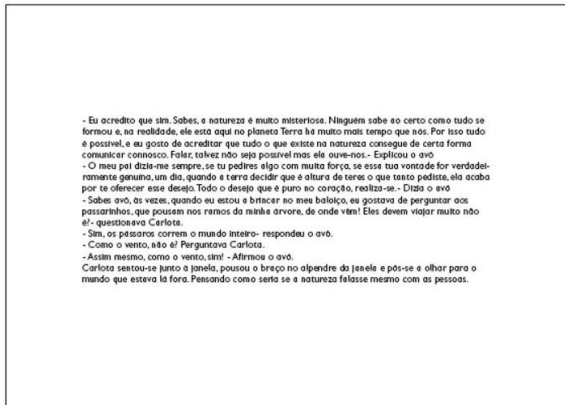 - Eu acredito que sim. Sabes, a natureza é muito misteriosa. Ninguém sabe ao certo como tudo se
formou e, na realidade, ele está aqui no planeta Terra há muito mais tempo que nós. Por isso tudo
é possível, e eu gosto de acreditar que tudo o que existe na natureza consegue de certa forma
comunicar connosco. Falar, talvez não seja possível mas ela ouve-nos.- Explicou o avô
- O meu pai dizia-me sempre, se tu pedires algo com muita força, se essa tua vontade for verdadei-
ramente genuína, um dia, quando a terra decidir que é altura de teres o que tanto pediste, ela acaba
por te oferecer esse desejo. Todo o desejo que é puro no coração, realiza-se.- Dizia o avô
- Sabes avô, às vezes, quando eu estou a brincar no meu baloiço, eu gostava de perguntar aos
passarinhos, que pousam nos ramos da minha árvore, de onde vêm! Eles devem viajar muito não
é?- questionava Carlota.
- Sim, os pássaros correm o mundo inteiro- respondeu o avô.
- Como o vento, não é? Perguntava Carlota.
- Assim mesmo, como o vento, sim! - Afirmou o avô.
Carlota sentou-se junto à janela, pousou o braço no alpendre da janela e pôs-se a olhar para o
mundo que estava lá fora. Pensando como seria se a natureza falasse mesmo com as pessoas.